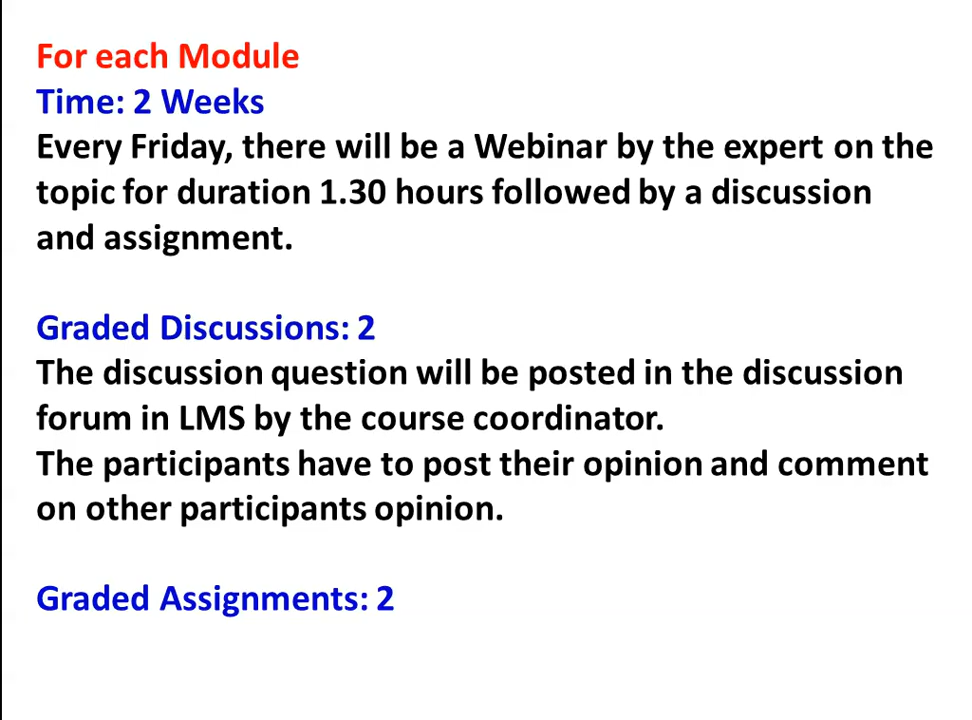 For each Module
Time: 2 Weeks
Every Friday, there will be a Webinar by the expert on the
topic for duration 1.30 hours followed by a discussion
and assignment.
Graded Discussions: 2
The discussion question will be posted in the discussion
forum in LMS by the course coordinator.
The participants have to post their opinion and comment
on other participants opinion.
Graded Assignments: 2